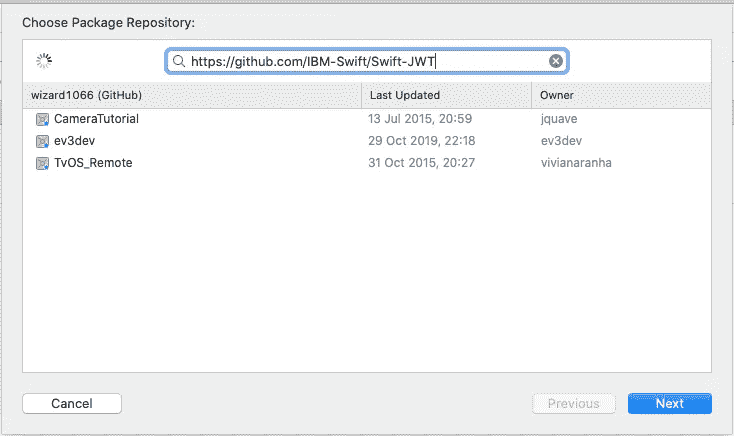 Choose Package Repository:
https://github.com/IBM-Swift/Swift-JWT
wizard1066 (GitHub) Last Updated Owner
CameraTutorial 13 Jul 2015, 20:59 jquave
ev3dev 29 Oct 2019, 22:18 ev3dev
TvOS_Remote 31 Oct 2015, 20:27 vivianaranha
Cancel Previous Next